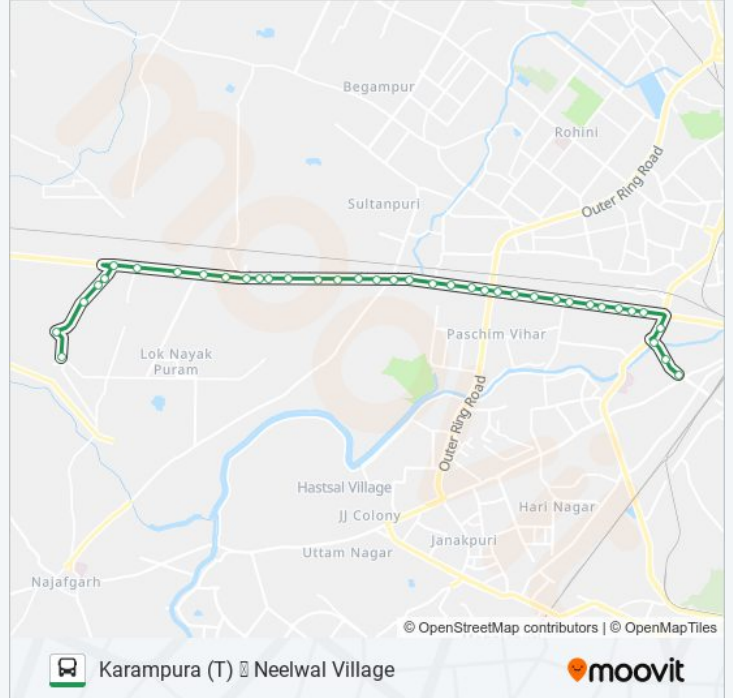 Begampur
Rohini
Outer Ring Road
Sultanpuri
Paschim Vihar
Lok Nayak
Puram
Outer Ring Road
Hastsal Village
JJ Colony
Hari Nagar
Janakpuri
Uttam Nagar
Najafgarh
© OpenStreetMap contributors | © OpenMapTiles
Karampura (T) Neelwal Village
moovit